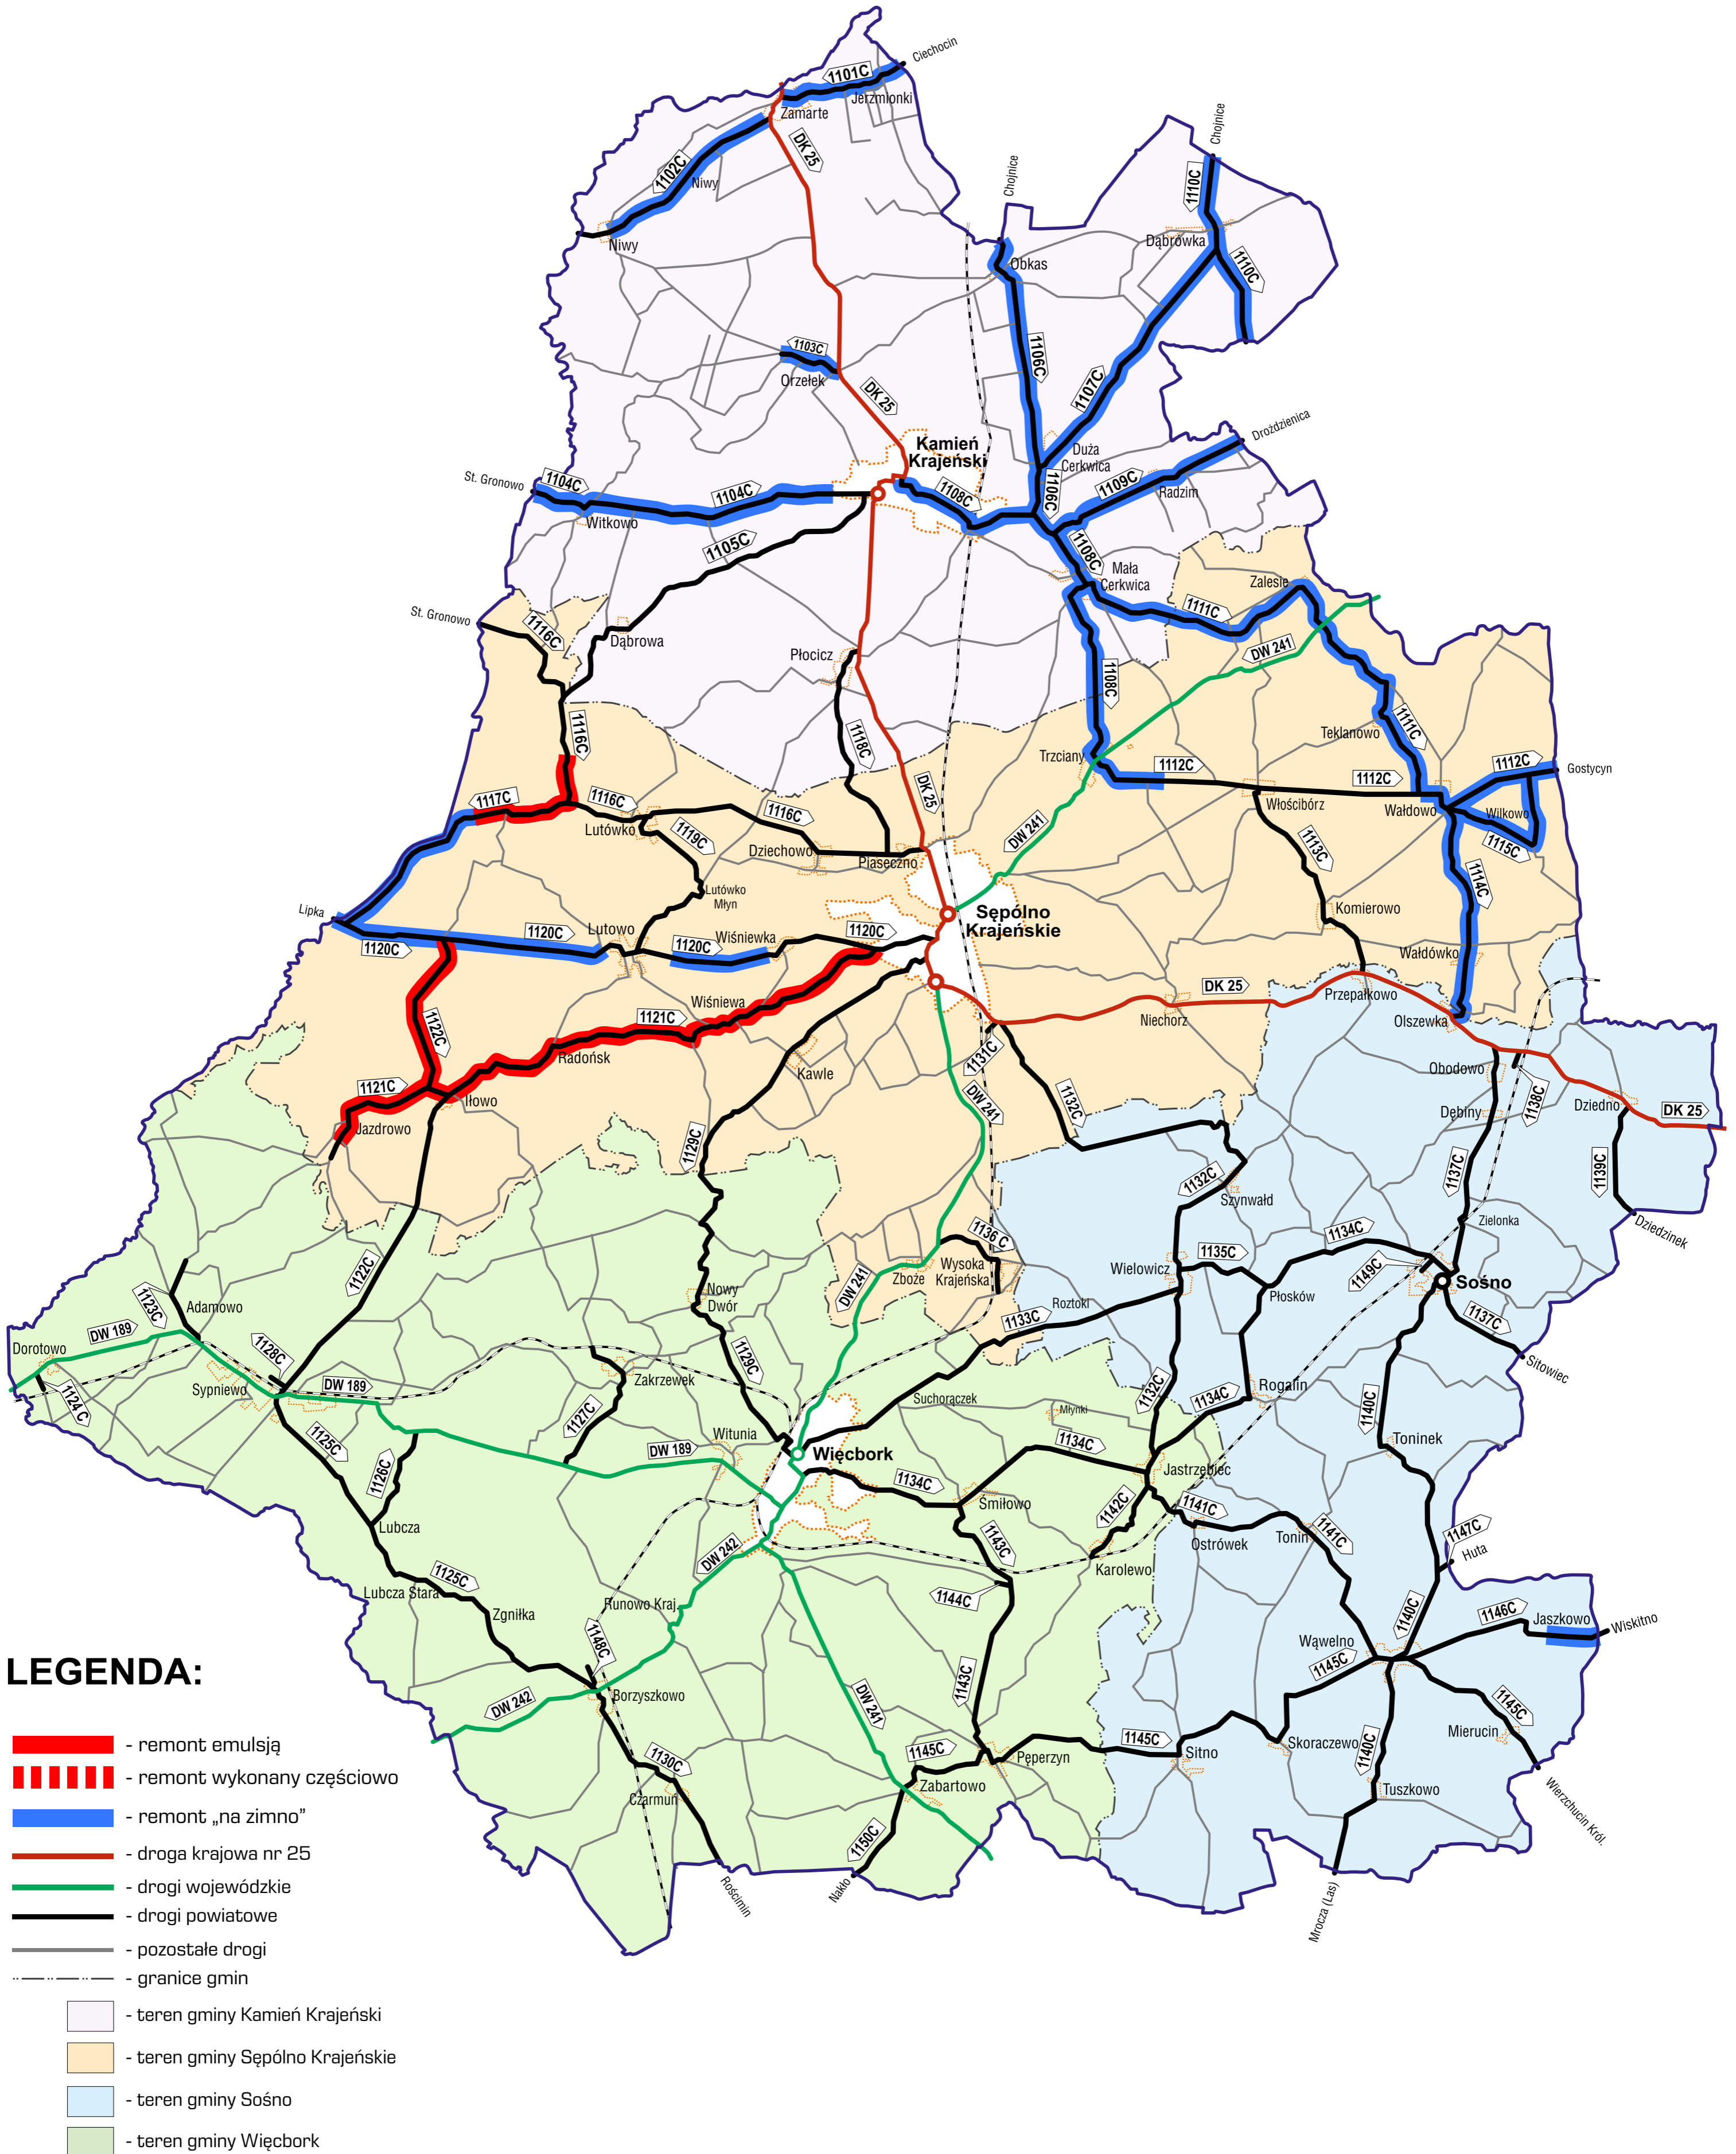 Ciechocin
1101C
Jerzmionki
Zamarte
DK 25
1102C
Niwy
Niwy
Chojnice
Chojnice
1110C
Dąbrówka
1110C
Obkas
1106C
1107C
1103C
Orzełek
DK 25
Kamień
Krajeński
Duża
Cerkwica
Drożdzienica
St. Gronowo
1104C
1104C
Witkowo
1108C
1106C
1109C
Radzim
1105C
1108C
Mała
Cerkwica
Zalesie
1111C
St. Gronowo
1116C
Dąbrowa
Płocicz
DW 241
1108C
1116C
1118C
Teklanowo
1111C
Trzciany
1112C
1112C
1112C
Gostycyn
DK 25
1117C
1116C
1116C
Lutówko
1119C
Dziechowo
Piaseczno
DW 241
Włościbórz
Wałdowo
Wilkowo
1115C
1113C
1114C
Lutówko
Młyn
Lipka
Sępólno
Krajeńskie
Komierowo
1120C
1120C
Lutowo
1120C
Wiśniewka
1120C
Wałdówko
1122C
Wiśniewa
1121C
Radońsk
DK 25
Niechorz
Przepałkowo
Olszewka
1121C
Iłowo
Jazdrowo
Kawle
1131C
1132C
DW 241
Obodowo
1138C
Dębiny
Dziedno
DK 25
1129C
1132C
Szynwałd
1137C
1139C
Zielonka
Dziedzinek
1122C
1136 C
Wysoka
Krajeńska
Zboże
DW 241
1134C
1135C
Wielowicz
Płosków
1149C
Sośno
1137C
Sitowiec
Roztoki
1133C
Nowy
Dwór
1123C
Adamowo
DW 189
Dorotowo
1124 C
Sypniewo
1128C
DW 189
1129C
Zakrzewek
1127C
Suchorączek
Młynki
1132C
1134C
Rogalin
1140C
Toninek
1125C
1126C
Witunia
DW 189
Więcbork
1134C
1134C
Jastrzębiec
Śmiłowo
1142C
1141C
Ostrówek
Tonin
1141C
1147C
Huta
Lubcza
DW 242
1143C
Karolewo
1125C
Lubcza Stara
Zgniłka
Runowo Kraj.
1148C
1144C
1140C
1146C
Jaszkowo
Wiskitno
Wąwelno
1145C
1143C
DW 242
Borzyszkowo
DW 241
1145C
Mierucin
1130C
1145C
Pęperzyn
1145C
Sitno
Skoraczewo
1140C
Czarmuń
Zabartowo
Tuszkowo
Wierzchucin Król.
1150C
Rościmin
Nakło
Mrocza (Las)
LEGENDA:
- remont emulsją
- remont wykonany częściowo
- remont „na zimno”
- droga krajowa nr 25
- drogi wojewódzkie
- drogi powiatowe
- pozostałe drogi
- granice gmin
- teren gminy Kamień Krajeński
- teren gminy Sępólno Krajeńskie
- teren gminy Sośno
- teren gminy Więcbork